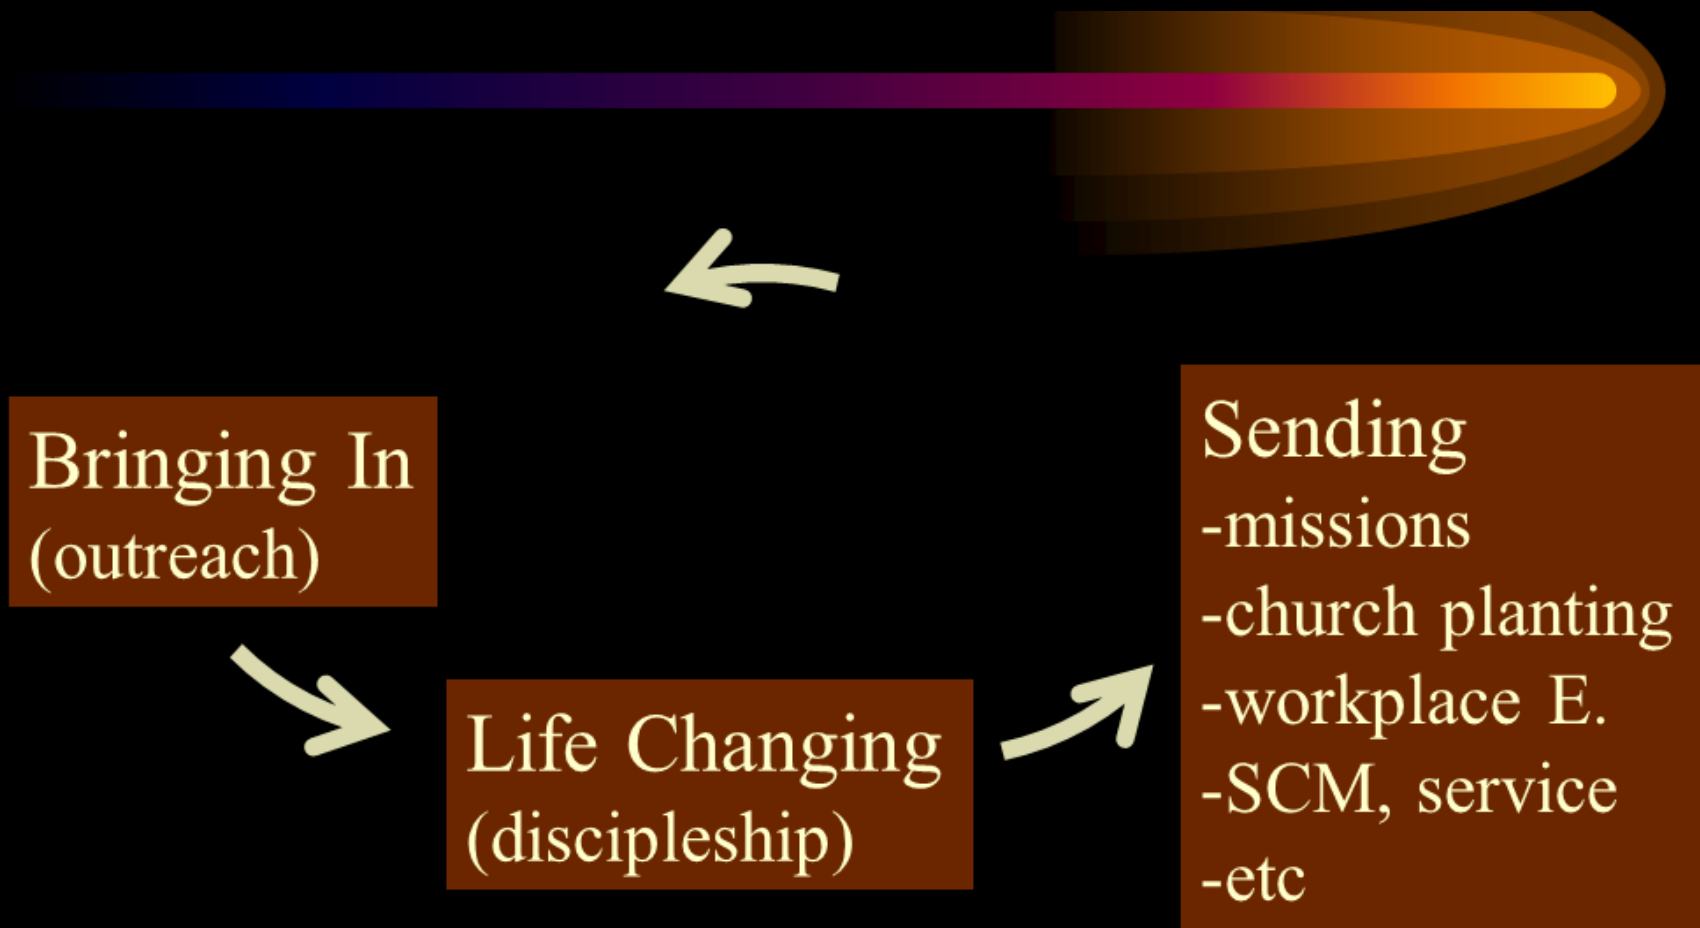 Bringing In
(outreach)
Life Changing
(discipleship)
Sending
-missions
-church planting
-workplace E.
-SCM, service
-etc